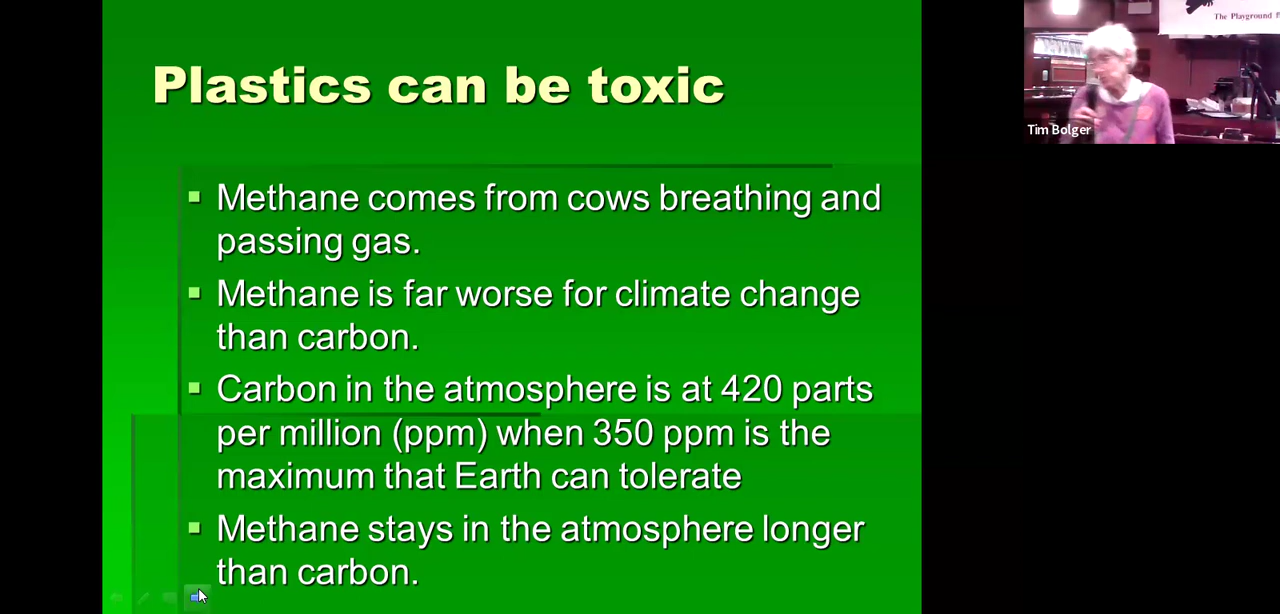 Plastics can be toxic
Methane comes from cows breathing and
passing gas.
Methane is far worse for climate change
than carbon.
Carbon in the atmosphere is at 420 parts
per million (ppm) when 350 ppm is the
maximum that Earth can tolerate
Methane stays in the atmosphere longer
than carbon.
The Playground
Tim Bolger